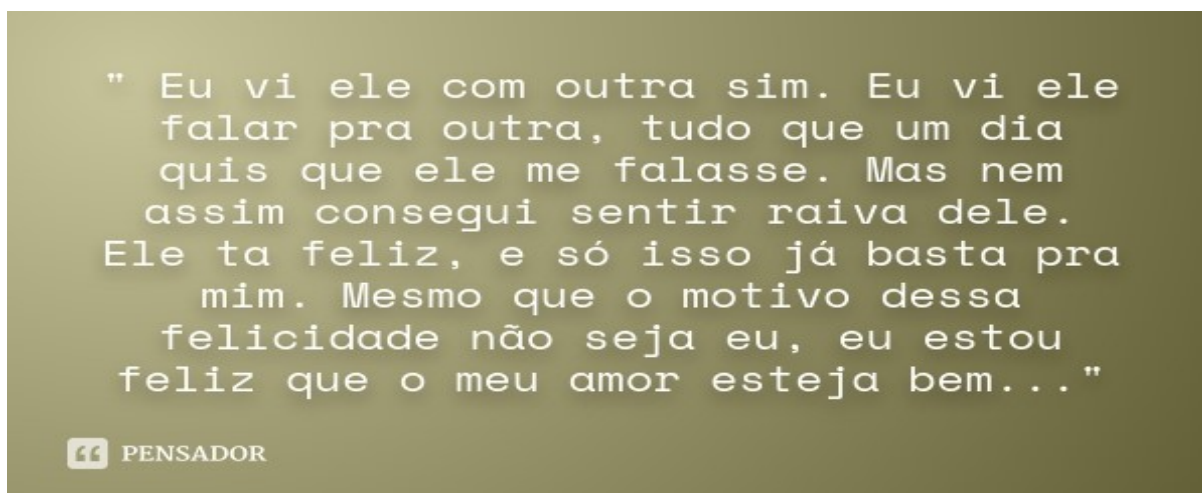 " Eu vi ele com outra sim. Eu vi ele
falar pra outra, tudo que um dia
quis que ele me falasse. Mas nem
assim consegui sentir raiva dele.
Ele ta feliz, e só isso já basta pra
mim. Mesmo que o motivo dessa
felicidade não seja eu, eu estou
feliz que o meu amor esteja bem..."
PENSADOR